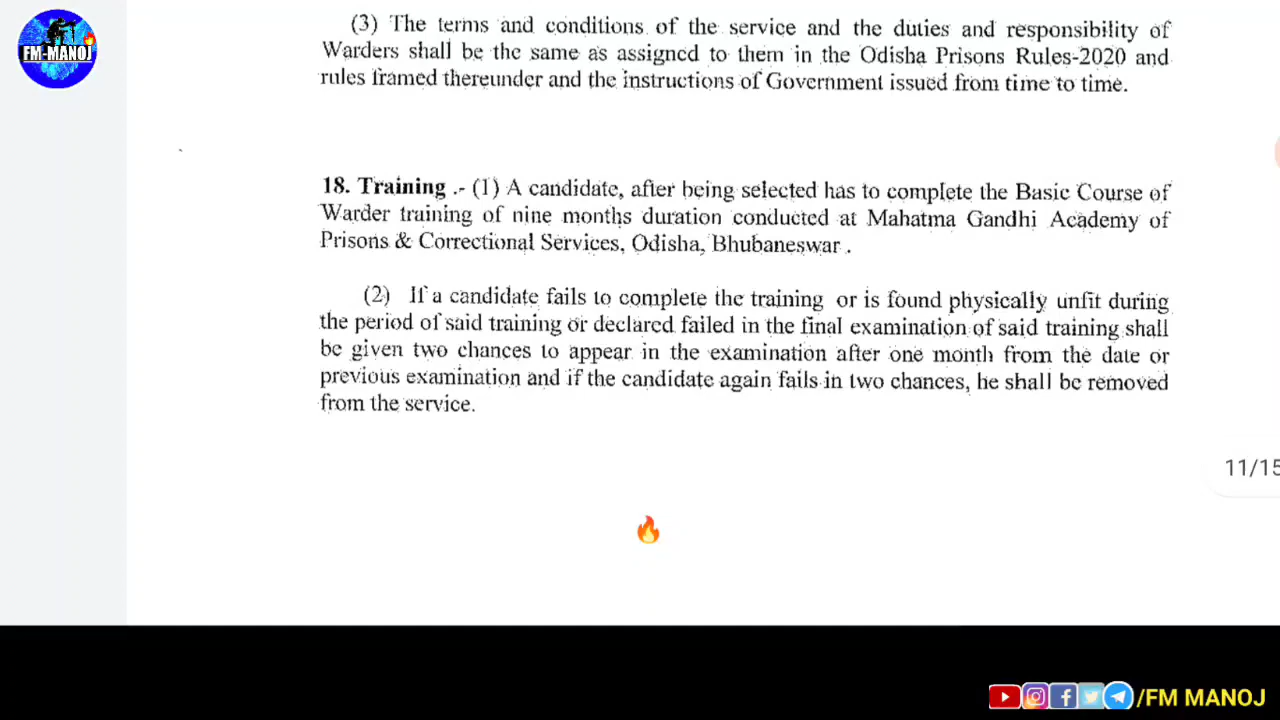 FM-MANOJ
(3) The terms and conditions of the service and the duties and responsibility of
Warders shall be the same as assigned to them in the Odisha Prisons Rules-2020 and
rules framed thereunder and the instructions of Government issued from time to time.
18. Training .- (1) A candidate, after being selected has to complete the Basic Course of
Warder training of nine months duration conducted at Mahatma Gandhi Academy of
Prisons & Correctional Services, Odisha, Bhubaneswar .
(2) If a candidate fails to complete the training or is found physically unfit during
the period of said training or declared failed in the final examination of said training shall
be given two chances to appear in the examination after one month from the date or
previous examination and if the candidate again fails in two chances, he shall be removed
from the service.
11/15
/FM MANOJ